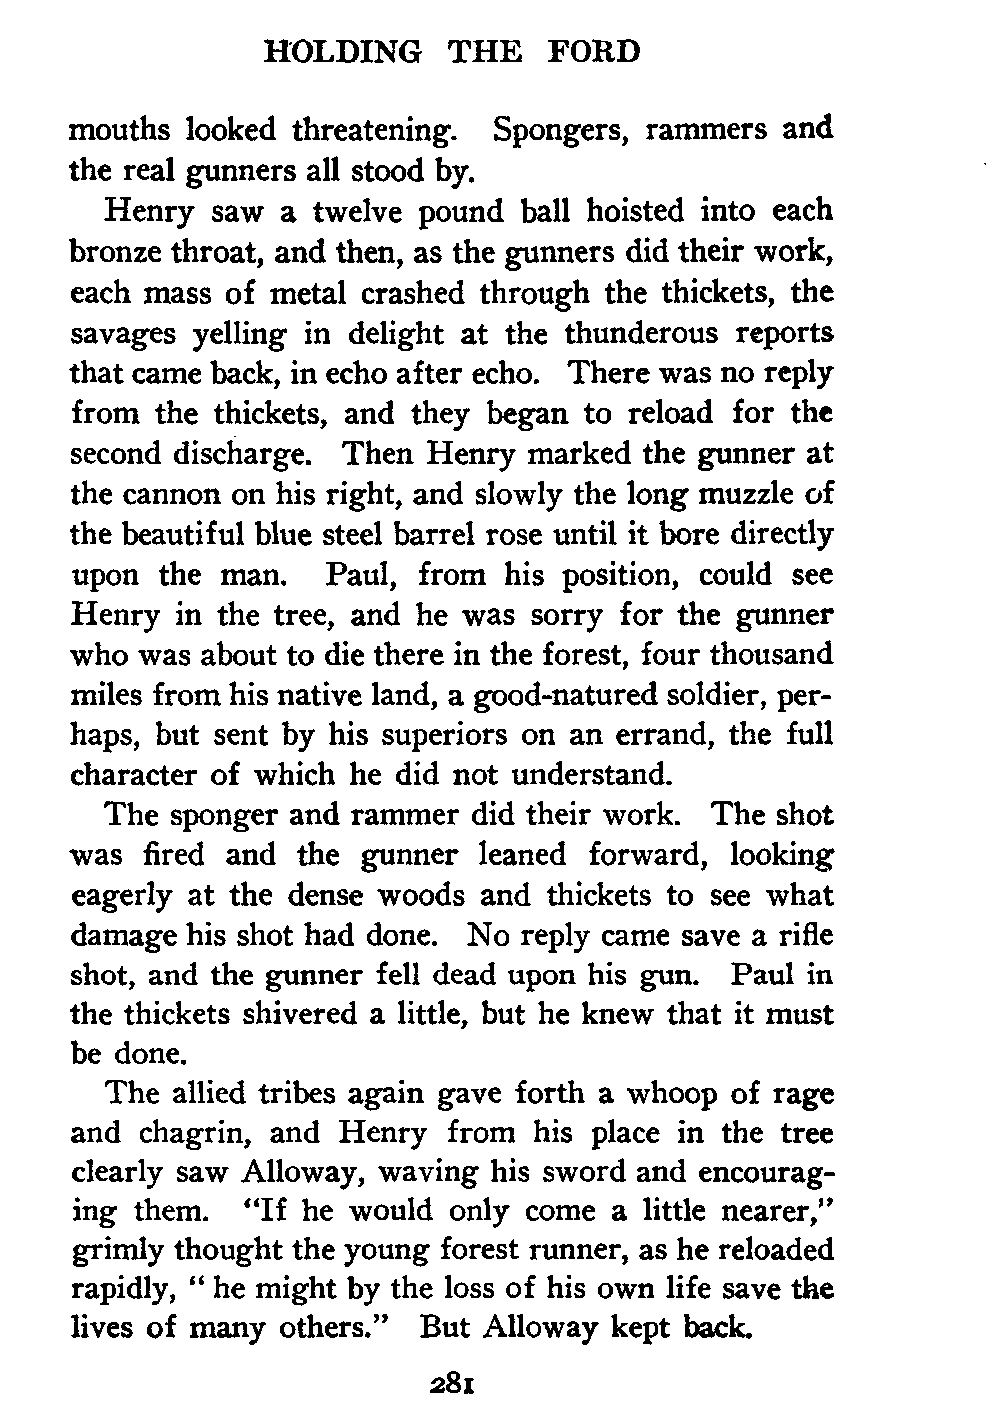 HOLDING THE FORD
mouths looked threatening. Spongers, rammers and
the real gunners all stood by.
Henry saw a twelve pound ball hoisted into each
bronze throat, and then, as the gunners did their work,
each mass of metal crashed through the thickets, the
savages yelling in delight at the thunderous reports
that came back, in echo after echo. There was no reply
from the thickets, and they began to reload for the
second discharge. Then Henry marked the gunner at
the cannon on his right, and slowly the long muzzle of
the beautiful blue steel barrel rose until it bore directly
upon the man. Paul, from his position, could see
Henry in the tree, and he was sorry for the gunner
who was about to die there in the forest, four thousand
miles from his native land, a good-natured soldier, per-
haps, but sent by his superiors on an errand, the full
character of which he did not understand.
The sponger and rammer did their work. The shot
was fired and the gunner leaned forward, looking
eagerly at the dense woods and thickets to see what
damage his shot had done. No reply came save a rifle
shot, and the gunner fell dead upon his gun. Paul in
the thickets shivered a little, but he knew that it must
be done.
The allied tribes again gave forth a whoop of rage
and chagrin, and Henry from his place in the tree
clearly saw Alloway, waving his sword and encourag-
ing them. "If he would only come a little nearer,"
grimly thought the young forest runner, as he reloaded
rapidly, " he might by the loss of his own life save the
lives of many others." But Alloway kept back.
281